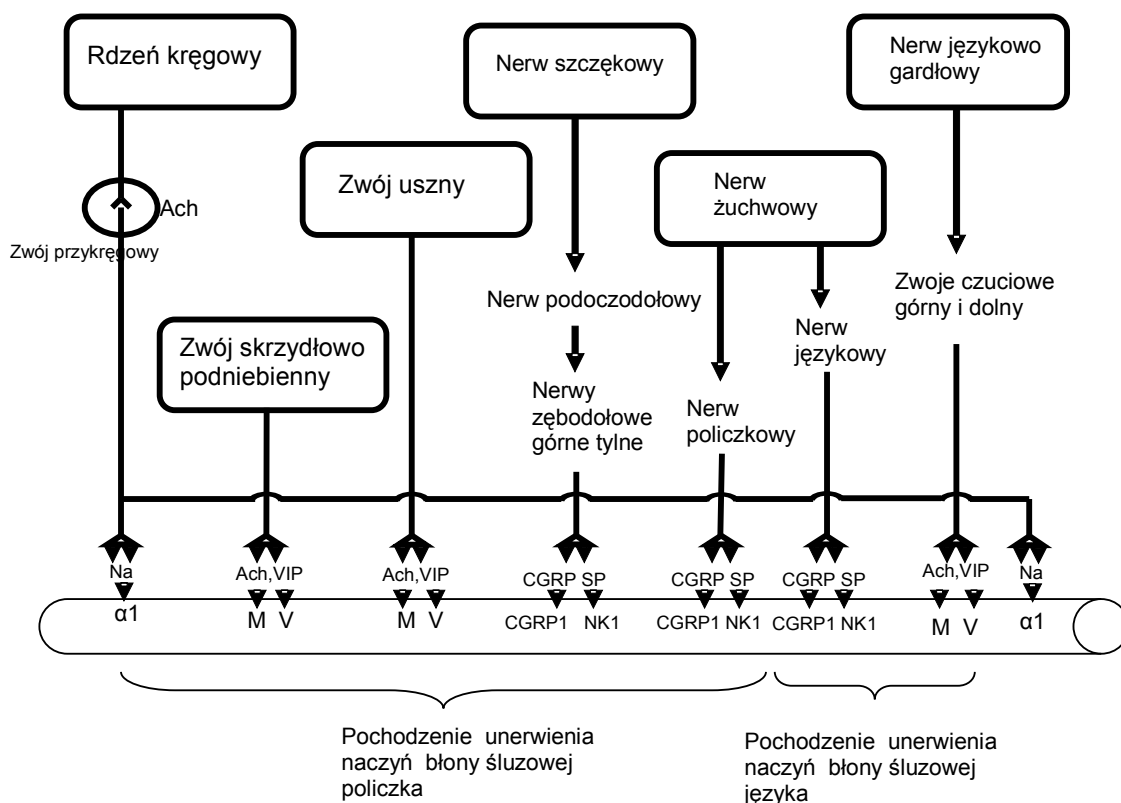 Rdzeń kręgowy
Nerw szczękowy
Nerw językowo
gardłowy
Zwój uszny
Nerw
żuchwowy
Ach
Zwój przykręgowy
Zwoje czuciowe
górny i dolny
Nerw podoczodołowy
Nerw
językowy
Zwój skrzydłowo
podniebienny
Nerwy
zębodołowe
górne tylne
Nerw
policzkowy
Na
Ach,VIP
Ach,VIP
CGRP SP
CGRP SP
CGRP SP
Ach,VIP
Na
α1
M V
M V
CGRP1 NK1
CGRP1 NK1
CGRP1 NK1
M V
α1
Pochodzenie unerwienia
naczyń błony śluzowej
policzka
Pochodzenie unerwienia
naczyń błony śluzowej
języka